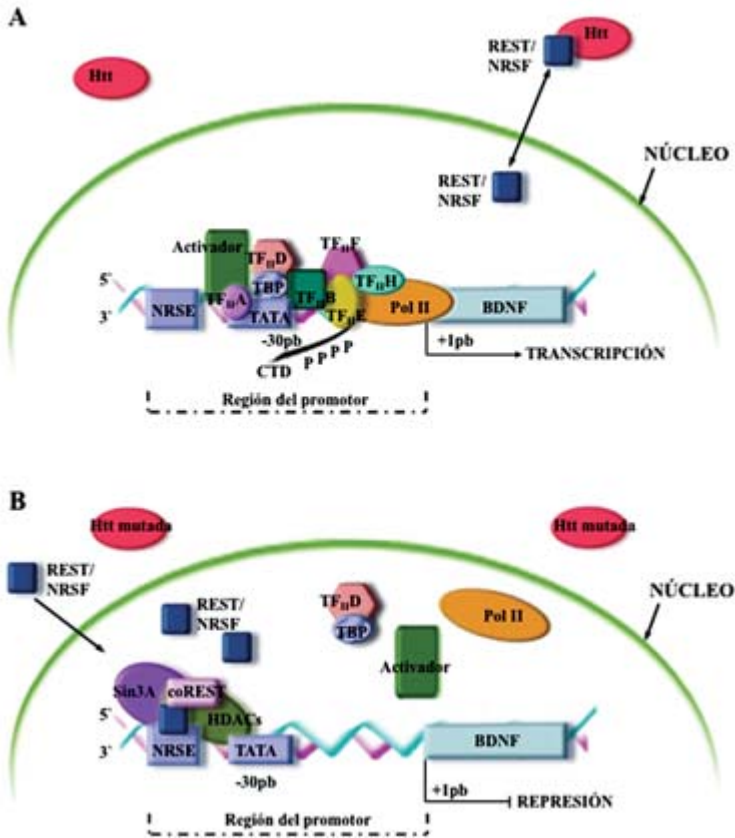 A
Htt
Htt
REST/
NRSF
REST/
NRSF
NÚCLEO
Activador
TFIID
TFIIF
TBP
TFIIH
5`
3`
NRSE
TFIIA
TATA
TFIIB
TFIIE
Pol II
BDNF
-30pb
P P P P
CTD
+1pb
TRANSCRIPCIÓN
Región del promotor
B
Htt mutada
Htt mutada
REST/
NRSF
REST/
NRSF
NÚCLEO
TFIID
TBP
Pol II
Activador
Sin3A
coREST
HDACs
5`
3`
NRSE
TATA
BDNF
-30pb
+1pb
REPRESIÓN
Región del promotor